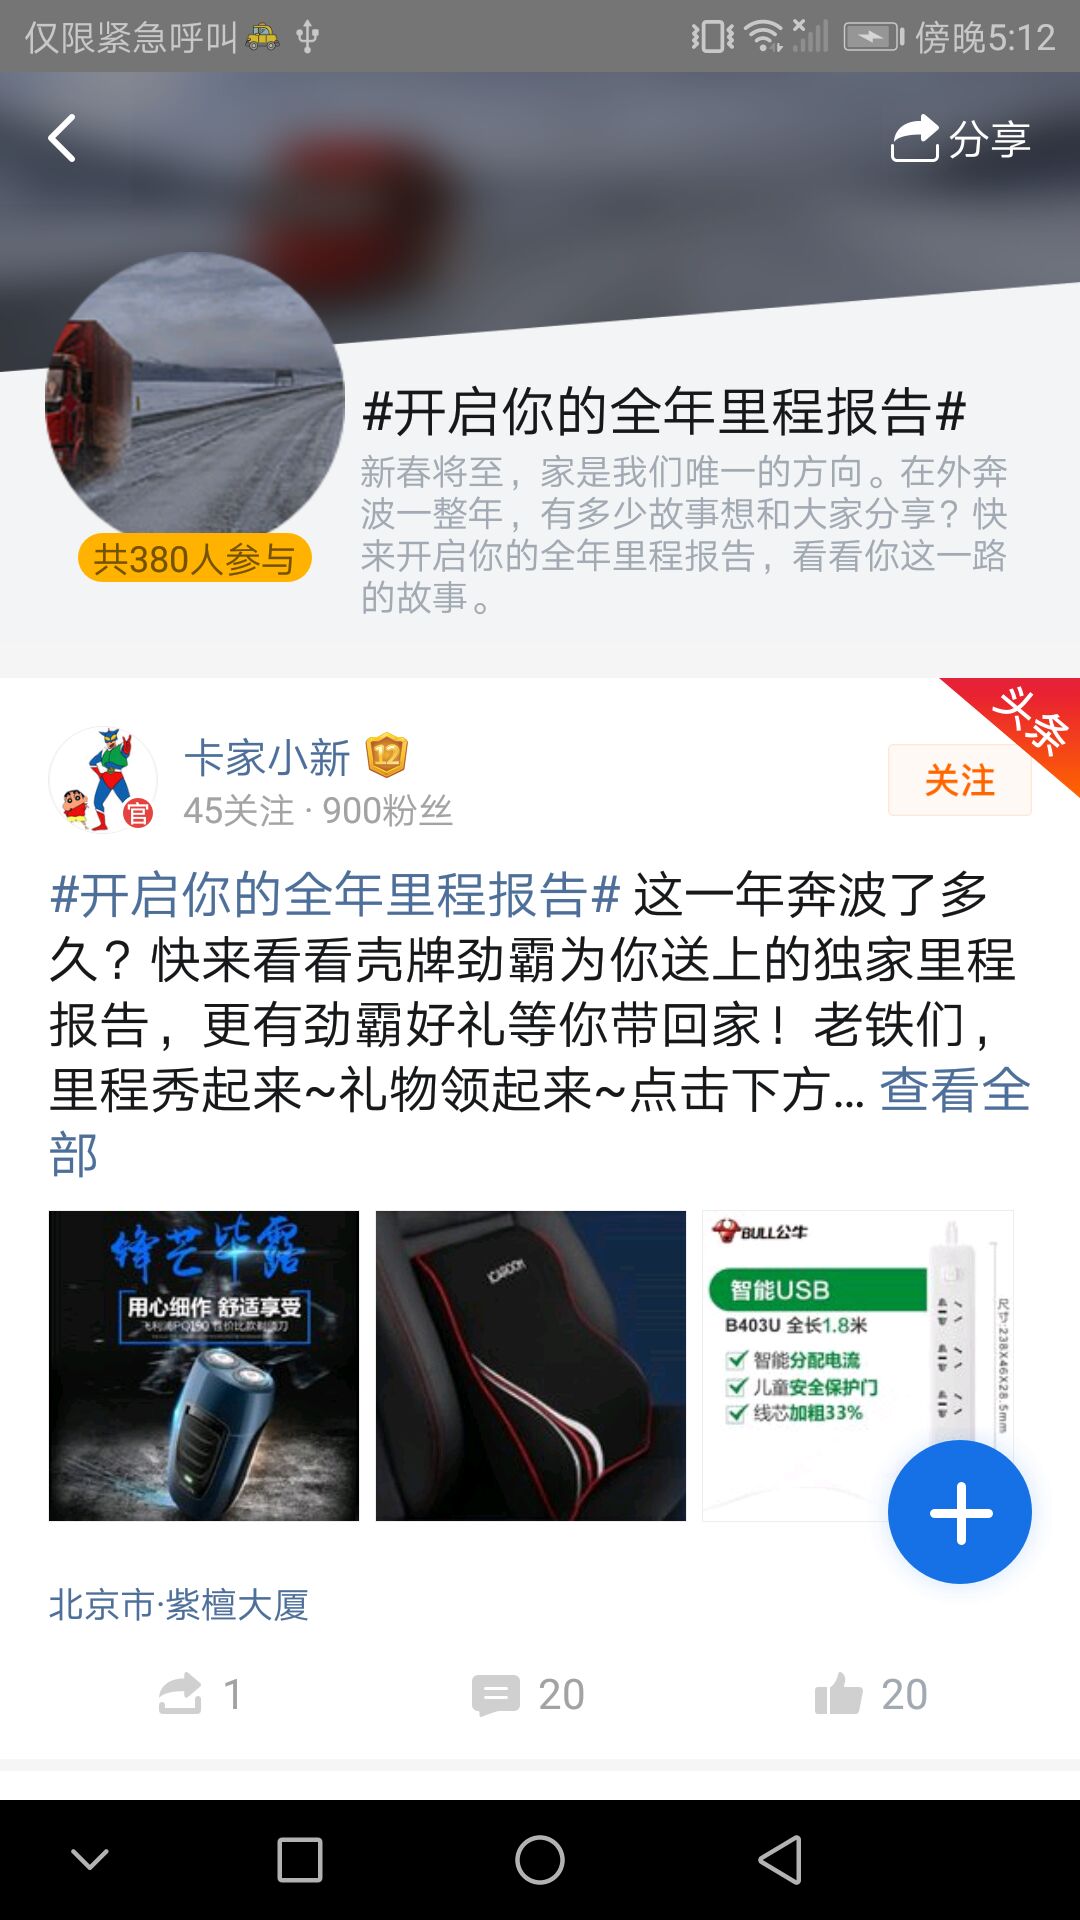 仅限紧急呼叫
傍晚5:12
分享
#开启你的全年里程报告#
新春将至，家是我们唯一的方向。在外奔
波一整年，有多少故事想和大家分享？快
来开启你的全年里程报告，看看你这一路
的故事。
共380人参与
头条
卡家小新 12
官
45关注 · 900粉丝
关注
#开启你的全年里程报告# 这一年奔波了多
久？快来看看壳牌劲霸为你送上的独家里程
报告，更有劲霸好礼等你带回家！老铁们，
里程秀起来~礼物领起来~点击下方... 查看全
部
锋芒毕露
用心细作 舒适享受
飞利浦PQ190 性价比款剃须刀
ICAROOM
BULL公牛
智能USB
B403U 全长1.8米
智能分配电流
儿童安全保护门
线芯加粗33%
尺寸:238X46X28.5mm
北京市·紫檀大厦
1
20
20